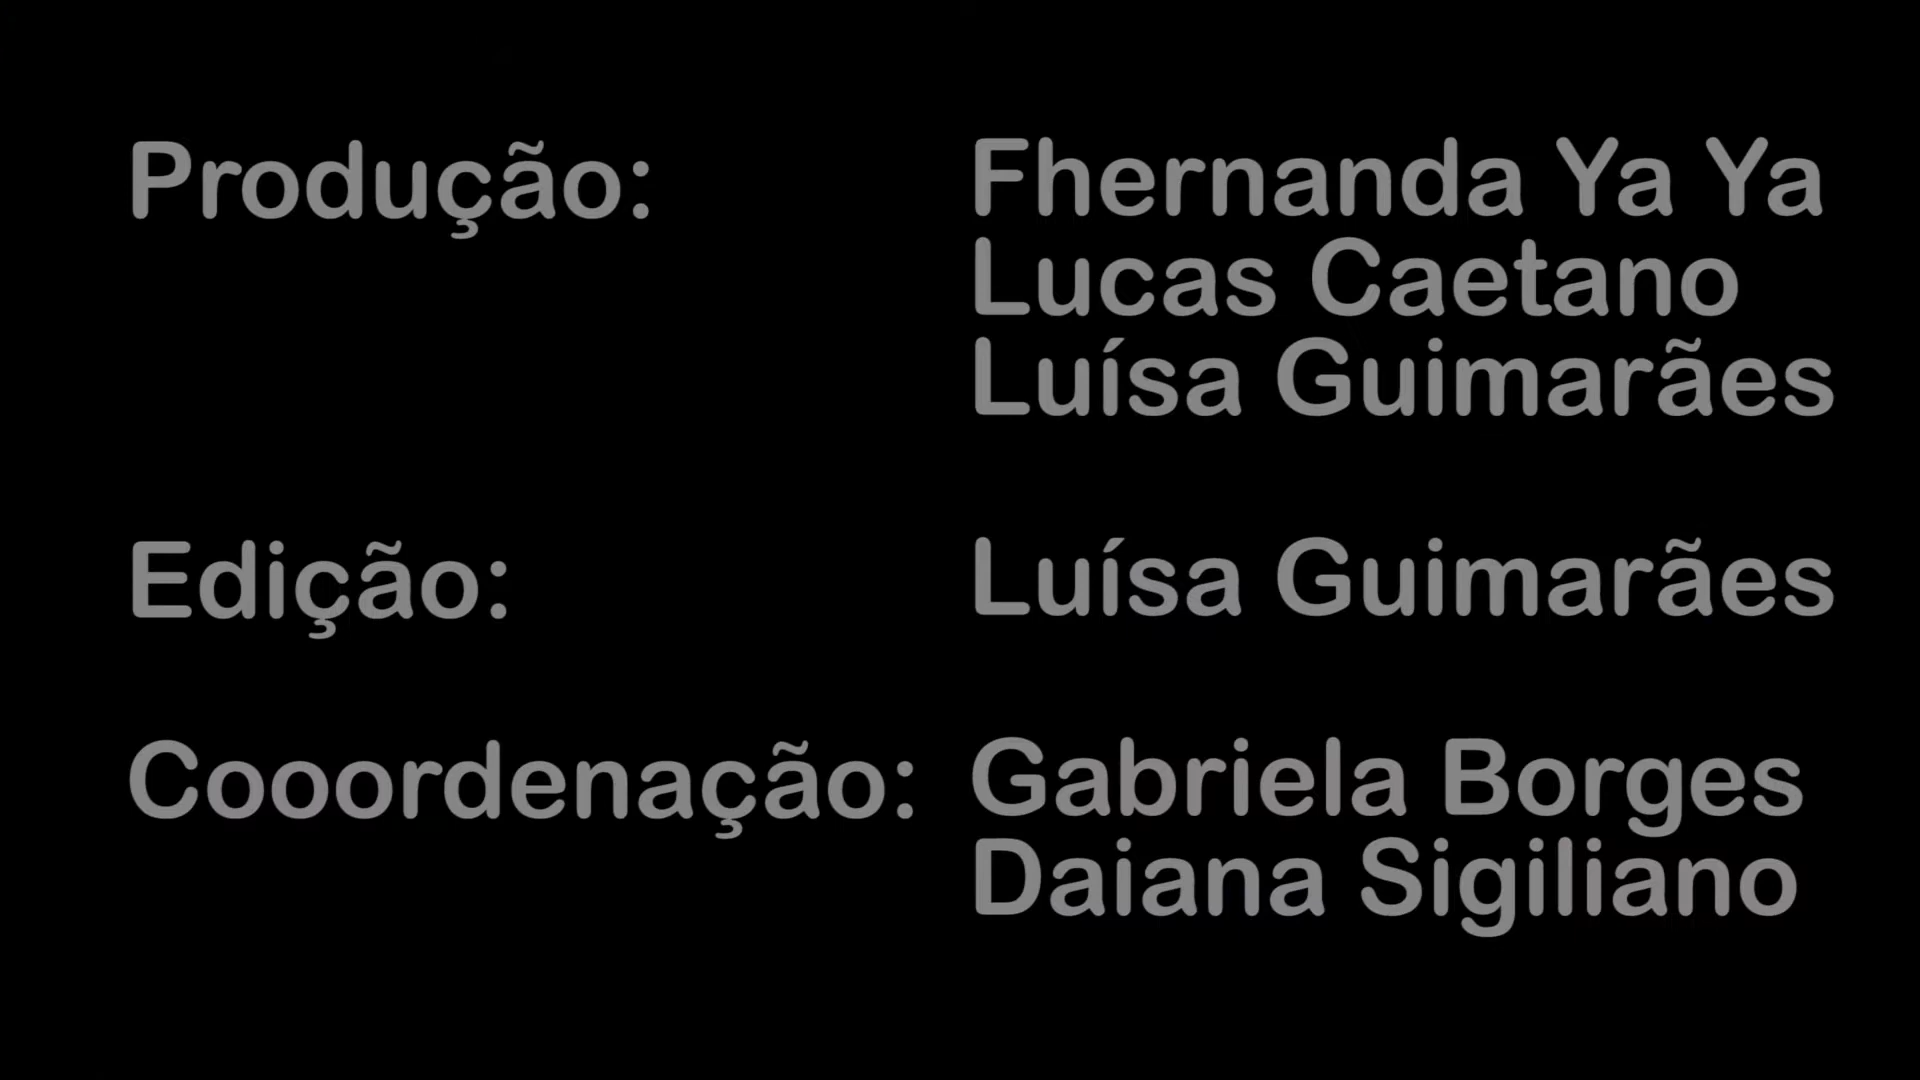 Produção: Fhernanda Ya Ya
Lucas Caetano
Luísa Guimarães
Edição: Luísa Guimarães
Cooordenação: Gabriela Borges
Daiana Sigiliano